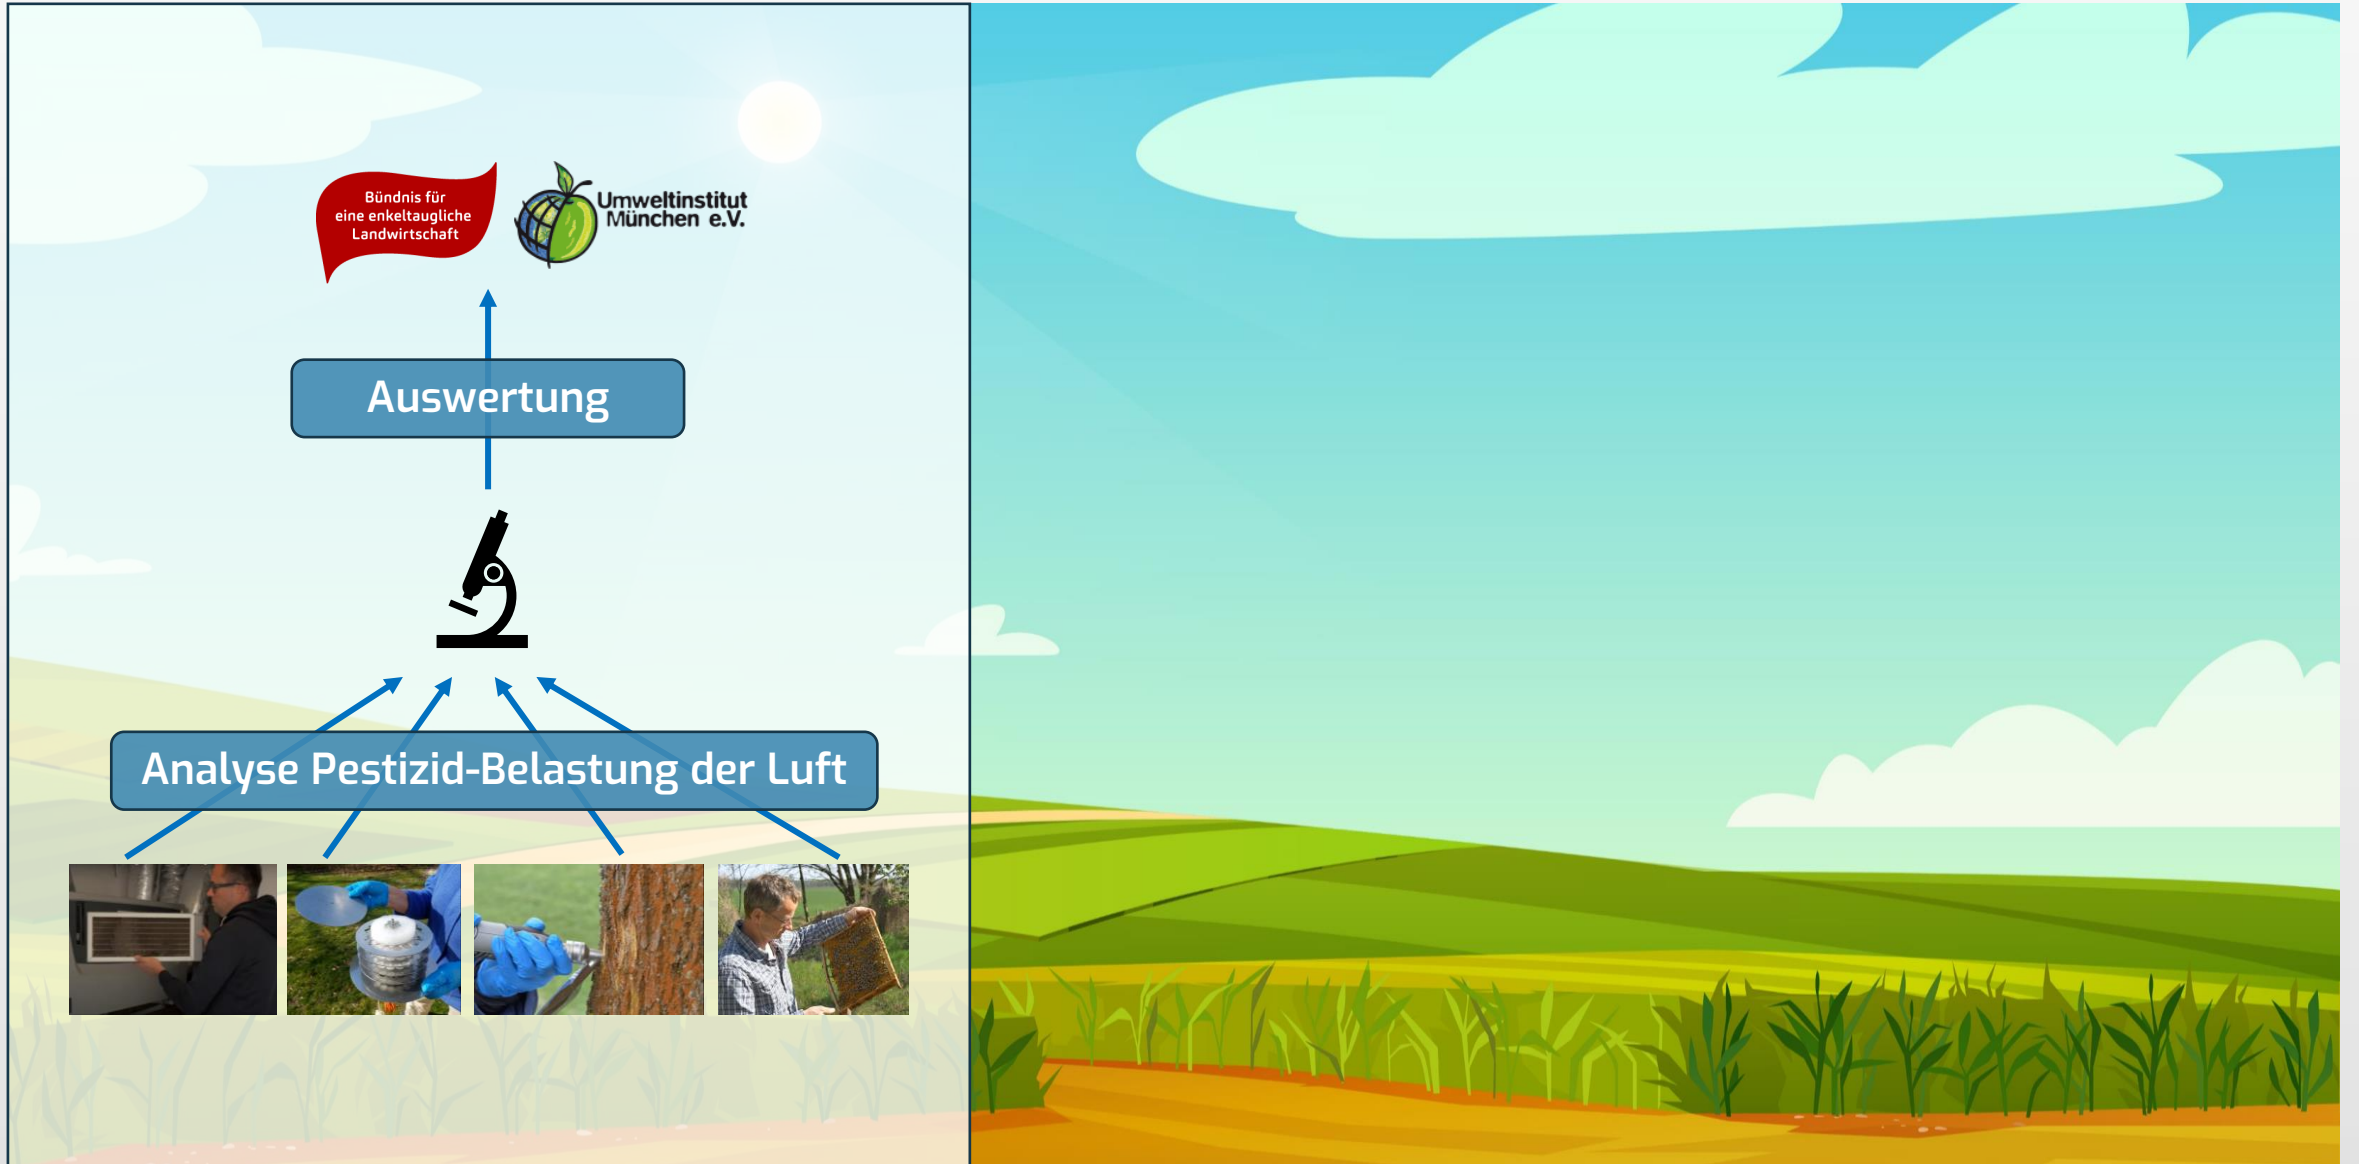 Bündnis für
eine enkeltaugliche
Landwirtschaft
Umweltinstitut
München e.V.
Auswertung
Analyse Pestizid-Belastung der Luft